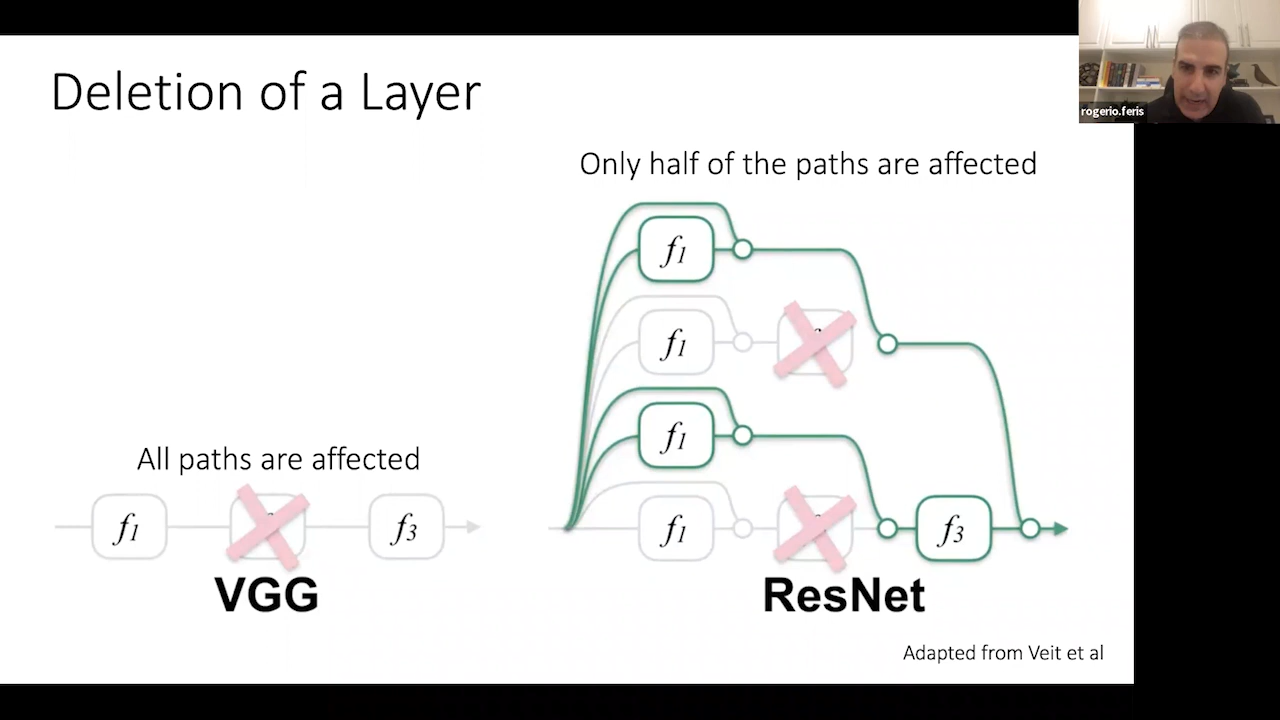 Deletion of a Layer
rogerio.feris
Only half of the paths are affected
f1
f1
f1
f1
f3
All paths are affected
f1
f3
VGG
ResNet
Adapted from Veit et al